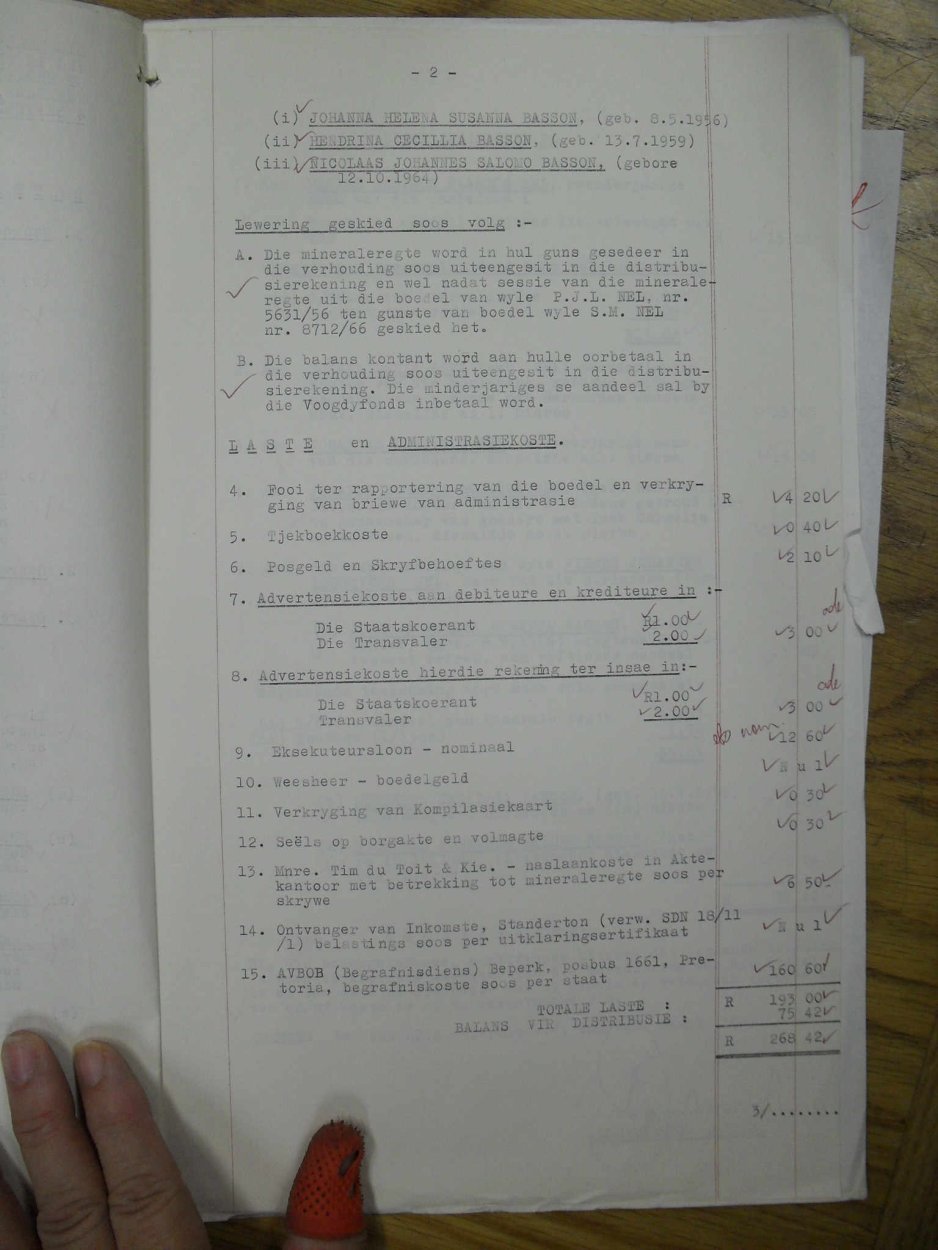 - 2 -
(i) JOHANNA HELENA SUSANNA BASSON, (geb. 8.5.1956)
(ii) HENDRINA CECILLIA BASSON, (geb. 13.7.1959)
(iii) NICOLAAS JOHANNES SALOMO BASSON, (gebore
12.10.1964)
Lewering geskied soos volg :-
A. Die mineraleregte word in hul guns gesedeer in
die verhouding soos uiteengesit in die distribu-
sierekening en wel nadat sessie van die minerale-
regte uit die boedel van wyle P.J.L. NEL, nr.
5631/56 ten gunste van boedel wyle S.M. NEL
nr. 8712/66 geskied het.
B. Die balans kontant word aan hulle oorbetaal in
die verhouding soos uiteengesit in die distribu-
sierekening. Die minderjariges se aandeel sal by
die Voogdyfonds inbetaal word.
L A S T E en ADMINISTRASIEKOSTE.
4. Fooi ter rapportering van die boedel en verkry-
ging van briewe van administrasie R 4 20
5. Tjekboekkoste 0 40
6. Posgeld en Skryfbehoeftes 2 10
7. Advertensiekoste aan debiteure en krediteure in :-
Die Staatskoerant R1.00
Die Transvaler 2.00 3 00
8. Advertensiekoste hierdie rekening ter insae in:-
Die Staatskoerant R1.00
Transvaler 2.00 3 00
9. Eksekuteursloon - nominaal 12 60
10. Weesheer - boedelgeld N u l
11. Verkryging van Kompilasiekaart 0 30
12. Seëls op borgakte en volmagte 0 30
13. Mnre. Tim du Toit & Kie. - naslaankoste in Akte-
kantoor met betrekking tot mineraleregte soos per
skrywe 6 50
14. Ontvanger van Inkomste, Standerton (verw. SDN 18/11
/1) belastings soos per uitklaringsertifikaat N u l
15. AVBOB (Begrafnisdiens) Beperk, posbus 1661, Pre-
toria, begrafniskoste soos per staat 160 60
TOTALE LASTE : R 193 00
BALANS VIR DISTRIBUSIE : 75 42
R 268 42
3/........